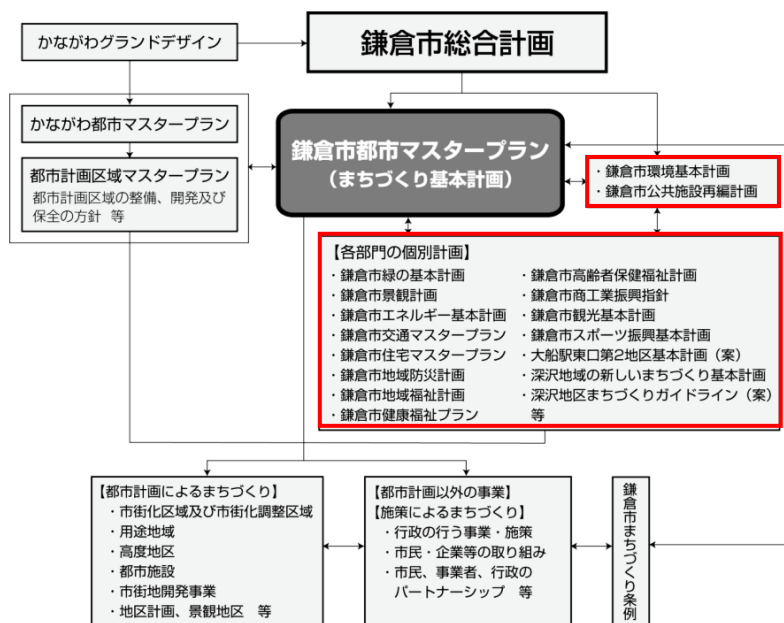 かながわグランドデザイン
鎌倉市総合計画
かながわ都市マスタープラン
都市計画区域マスタープラン
都市計画区域の整備、開発及び
保全の方針 等
鎌倉市都市マスタープラン
（まちづくり基本計画）
・鎌倉市環境基本計画
・鎌倉市公共施設再編計画
【各部門の個別計画】
・鎌倉市緑の基本計画
・鎌倉市景観計画
・鎌倉市エネルギー基本計画
・鎌倉市交通マスタープラン
・鎌倉市住宅マスタープラン
・鎌倉市地域防災計画
・鎌倉市地域福祉計画
・鎌倉市健康福祉プラン
・鎌倉市高齢者保健福祉計画
・鎌倉市商工業振興指針
・鎌倉市観光基本計画
・鎌倉市スポーツ振興基本計画
・大船駅東口第2地区基本計画（案）
・深沢地域の新しいまちづくり基本計画
・深沢地区まちづくりガイドライン（案）
等
【都市計画によるまちづくり】
・市街化区域及び市街化調整区域
・用途地域
・高度地区
・都市施設
・市街地開発事業
・地区計画、景観地区 等
【都市計画以外の事業】
【施策によるまちづくり】
・行政の行う事業・施策
・市民・企業等の取り組み
・市民、事業者、行政の
パートナーシップ 等
鎌倉市まちづくり条例